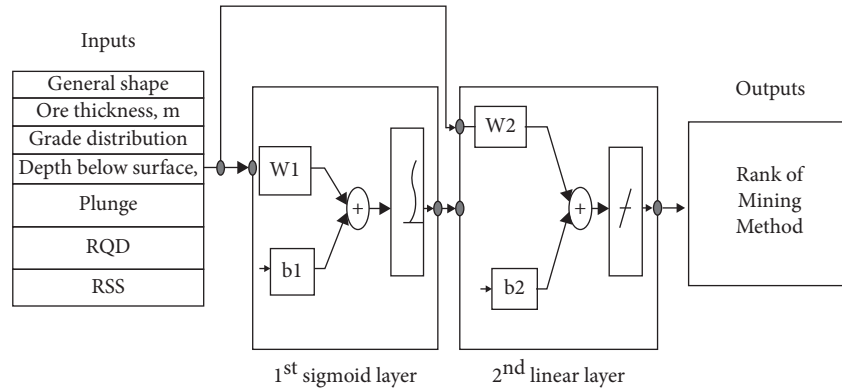 Inputs
General shape
Ore thickness, m
Grade distribution
Depth below surface,
Plunge
RQD
RSS
W1
+
b1
1st sigmoid layer
W2
+
b2
2nd linear layer
Outputs
Rank of
Mining
Method